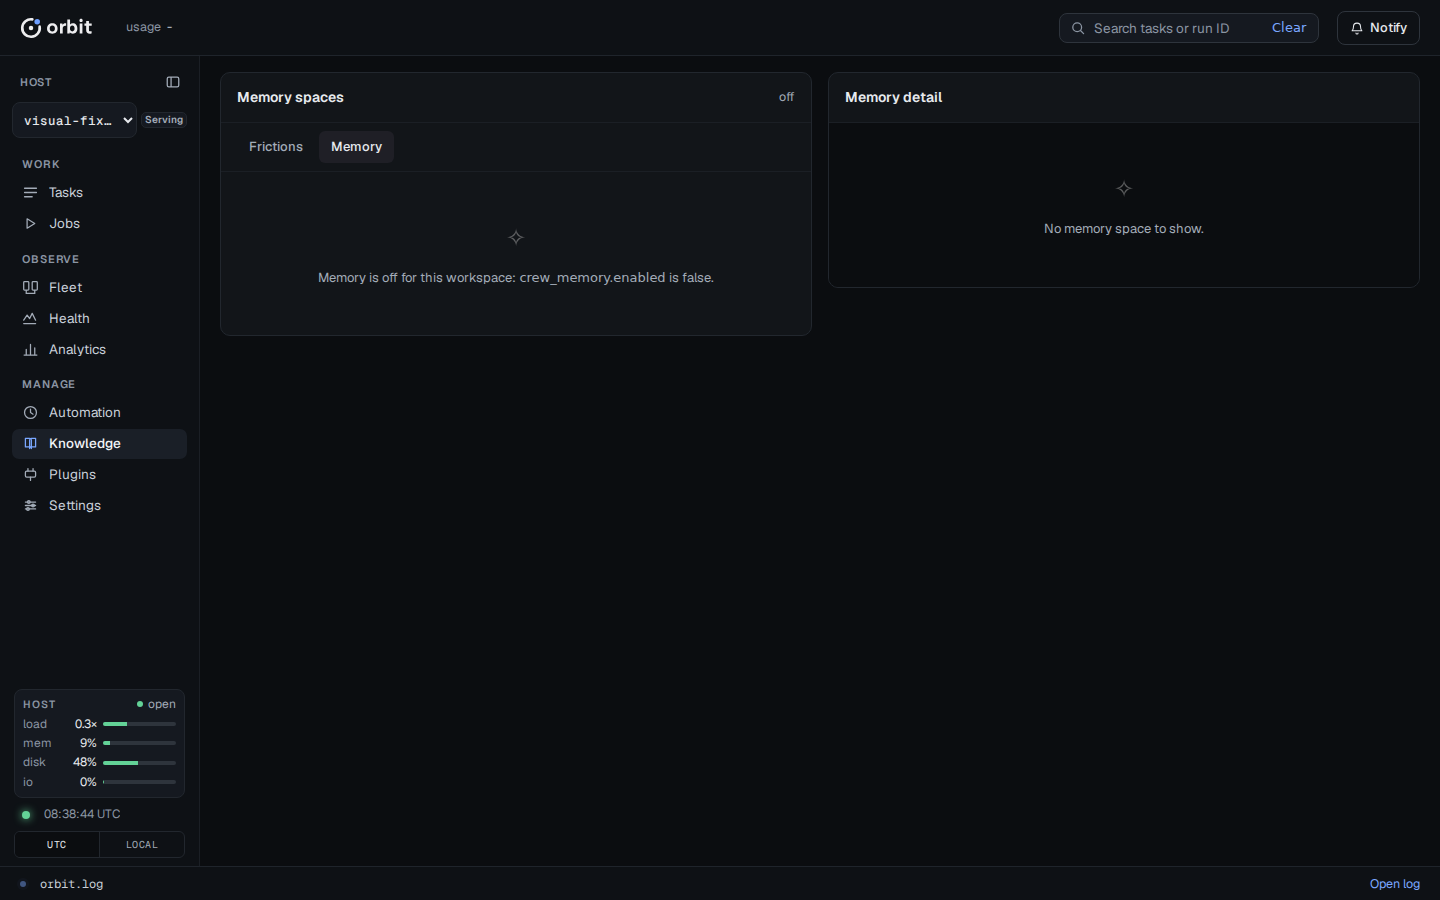 orbit
usage -
Search tasks or run ID
Clear
Notify
HOST
visual-fix…
Serving
WORK
Tasks
Jobs
OBSERVE
Fleet
Health
Analytics
MANAGE
Automation
Knowledge
Plugins
Settings
Memory spaces
off
Frictions
Memory
Memory is off for this workspace: crew_memory.enabled is false.
Memory detail
No memory space to show.
HOST
open
load 0.3×
mem 9%
disk 48%
io 0%
08:38:44 UTC
UTC
LOCAL
orbit.log
Open log